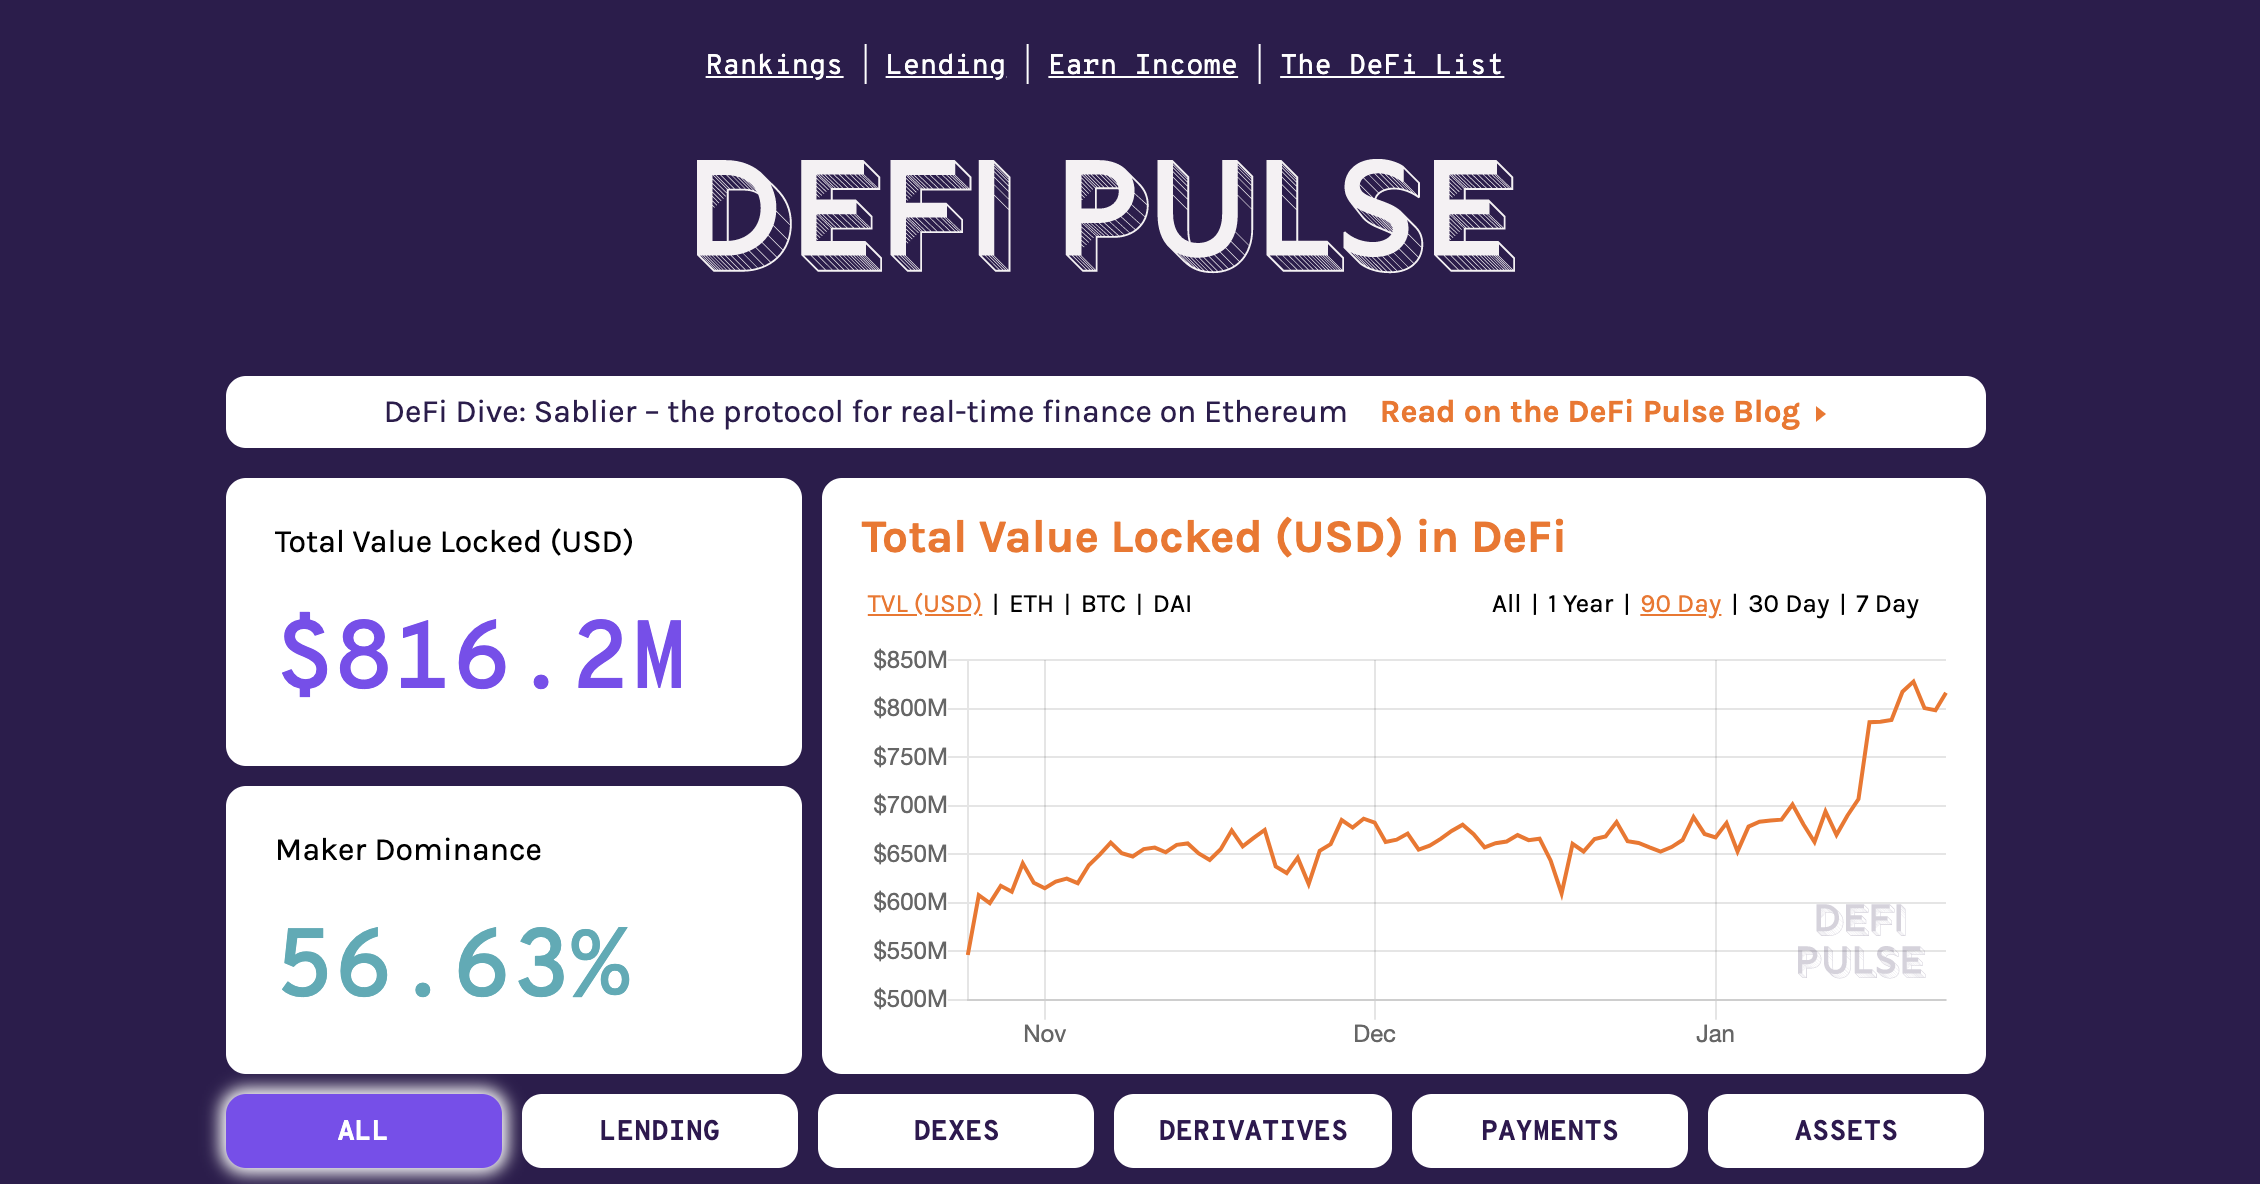 Rankings | Lending | Earn Income | The DeFi List
DEFI PULSE
DeFi Dive: Sablier – the protocol for real-time finance on Ethereum Read on the DeFi Pulse Blog
Total Value Locked (USD)
$816.2M
Maker Dominance
56.63%
Total Value Locked (USD) in DeFi
TVL (USD) | ETH | BTC | DAI
All | 1 Year | 90 Day | 30 Day | 7 Day
$850M
$800M
$750M
$700M
$650M
$600M
$550M
$500M
Nov
Dec
Jan
DEFI
PULSE
ALL
LENDING
DEXES
DERIVATIVES
PAYMENTS
ASSETS